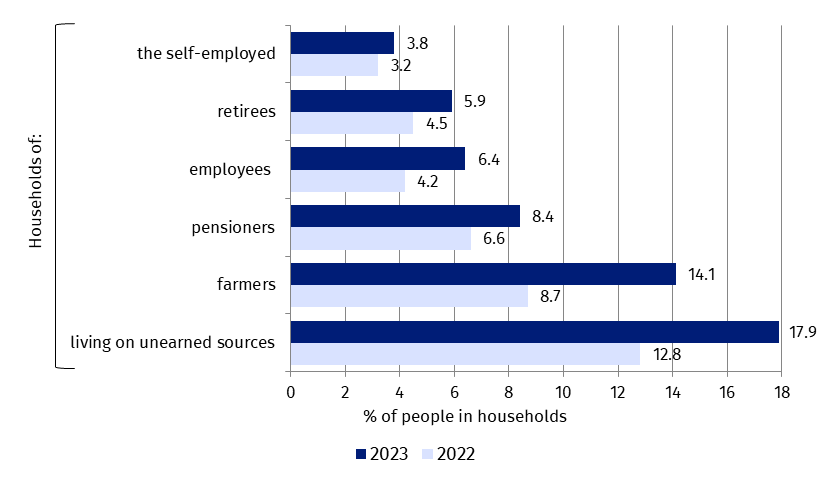 Households of:
the self-employed
3.8
3.2
retirees
5.9
4.5
employees
6.4
4.2
pensioners
8.4
6.6
farmers
14.1
8.7
living on unearned sources
17.9
12.8
0 2 4 6 8 10 12 14 16 18
% of people in households
2023 2022